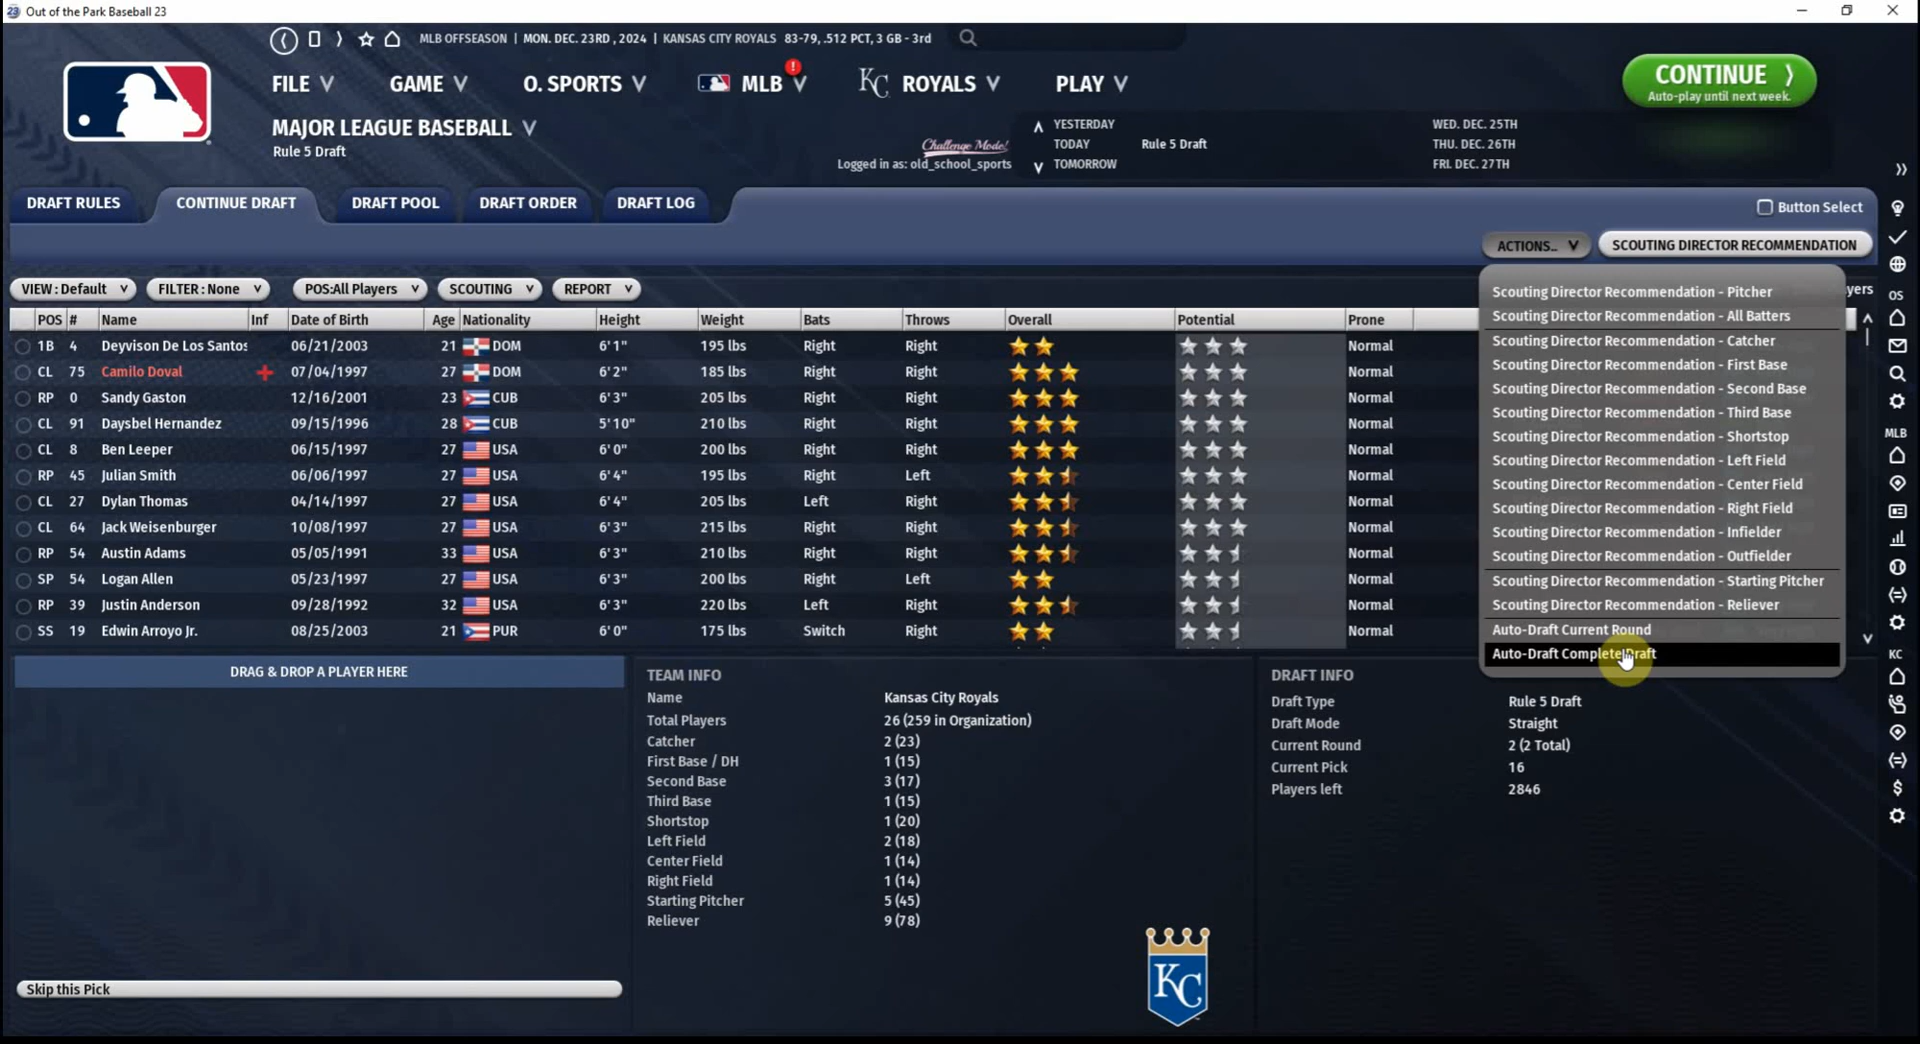 Out of the Park Baseball 23
MLB OFFSEASON | MON. DEC. 23RD , 2024 | KANSAS CITY ROYALS 83-79, .512 PCT, 3 GB - 3rd
FILE GAME O. SPORTS MLB ROYALS PLAY
CONTINUE
Auto-play until next week.
MAJOR LEAGUE BASEBALL
Rule 5 Draft
Challenge Mode!
Logged in as: old_school_sports
YESTERDAY WED. DEC. 25TH
TODAY Rule 5 Draft THU. DEC. 26TH
TOMORROW FRI. DEC. 27TH
DRAFT RULES CONTINUE DRAFT DRAFT POOL DRAFT ORDER DRAFT LOG
Button Select
ACTIONS... SCOUTING DIRECTOR RECOMMENDATION
VIEW : Default FILTER : None POS:All Players SCOUTING REPORT
POS # Name Inf Date of Birth Age Nationality Height Weight Bats Throws Overall Potential Prone
1B 4 Deyvison De Los Santos 06/21/2003 21 DOM 6'1" 195 lbs Right Right Normal
CL 75 Camilo Doval 07/04/1997 27 DOM 6'2" 185 lbs Right Right Normal
RP 0 Sandy Gaston 12/16/2001 23 CUB 6'3" 205 lbs Right Right Normal
CL 91 Daysbel Hernandez 09/15/1996 28 CUB 5'10" 210 lbs Right Right Normal
CL 8 Ben Leeper 06/15/1997 27 USA 6'0" 200 lbs Right Right Normal
RP 45 Julian Smith 06/06/1997 27 USA 6'4" 195 lbs Right Left Normal
CL 27 Dylan Thomas 04/14/1997 27 USA 6'4" 205 lbs Left Right Normal
CL 64 Jack Weisenburger 10/08/1997 27 USA 6'3" 215 lbs Right Right Normal
RP 54 Austin Adams 05/05/1991 33 USA 6'3" 210 lbs Right Right Normal
SP 54 Logan Allen 05/23/1997 27 USA 6'3" 200 lbs Right Left Normal
RP 39 Justin Anderson 09/28/1992 32 USA 6'3" 220 lbs Left Right Normal
SS 19 Edwin Arroyo Jr. 08/25/2003 21 PUR 6'0" 175 lbs Switch Right Normal
Scouting Director Recommendation - Pitcher
Scouting Director Recommendation - All Batters
Scouting Director Recommendation - Catcher
Scouting Director Recommendation - First Base
Scouting Director Recommendation - Second Base
Scouting Director Recommendation - Third Base
Scouting Director Recommendation - Shortstop
Scouting Director Recommendation - Left Field
Scouting Director Recommendation - Center Field
Scouting Director Recommendation - Right Field
Scouting Director Recommendation - Infielder
Scouting Director Recommendation - Outfielder
Scouting Director Recommendation - Starting Pitcher
Scouting Director Recommendation - Reliever
Auto-Draft Current Round
Auto-Draft Complete Draft
DRAG & DROP A PLAYER HERE
Skip this Pick
TEAM INFO
Name Kansas City Royals
Total Players 26 (259 in Organization)
Catcher 2 (23)
First Base / DH 1 (15)
Second Base 3 (17)
Third Base 1 (15)
Shortstop 1 (20)
Left Field 2 (18)
Center Field 1 (14)
Right Field 1 (14)
Starting Pitcher 5 (45)
Reliever 9 (78)
KC
DRAFT INFO
Draft Type Rule 5 Draft
Draft Mode Straight
Current Round 2 (2 Total)
Current Pick 16
Players left 2846
OS
MLB
KC